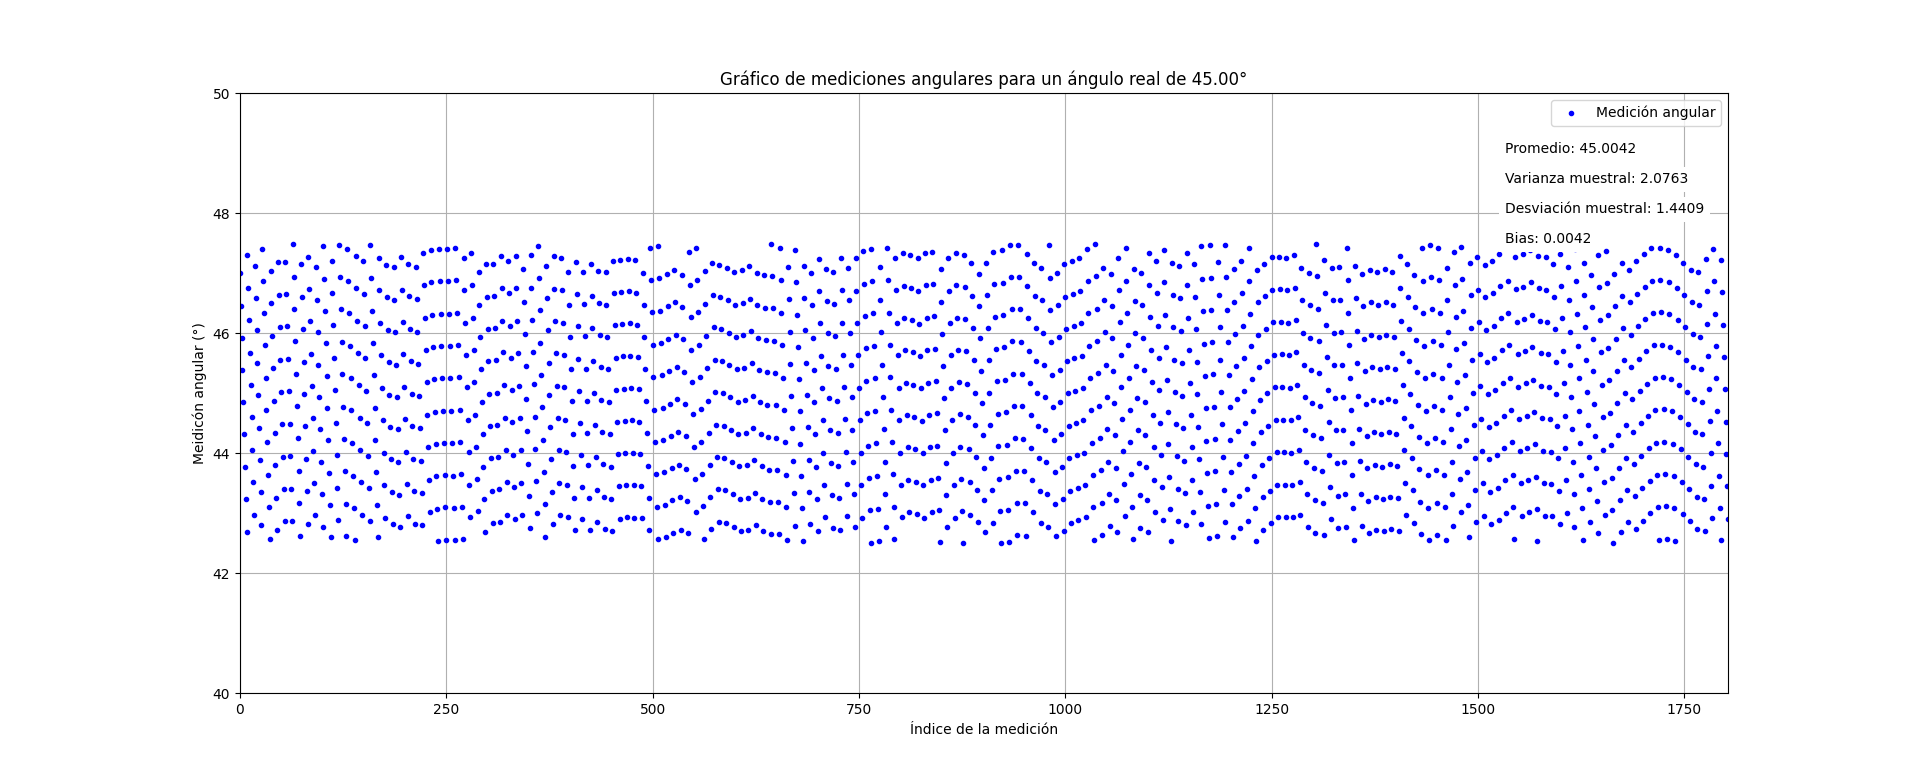 Gráfico de mediciones angulares para un ángulo real de 45.00°
50
48
46
44
42
40
Meidicón angular (°)
Medición angular
Promedio: 45.0042
Varianza muestral: 2.0763
Desviación muestral: 1.4409
Bias: 0.0042
0 250 500 750 1000 1250 1500 1750
Índice de la medición